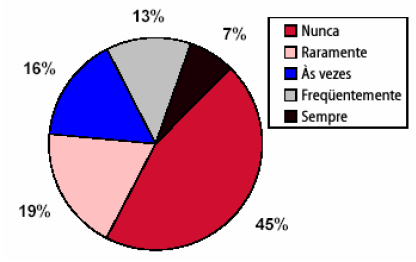 13%
7%
16%
19%
45%
Nunca
Raramente
Às vezes
Freqüentemente
Sempre